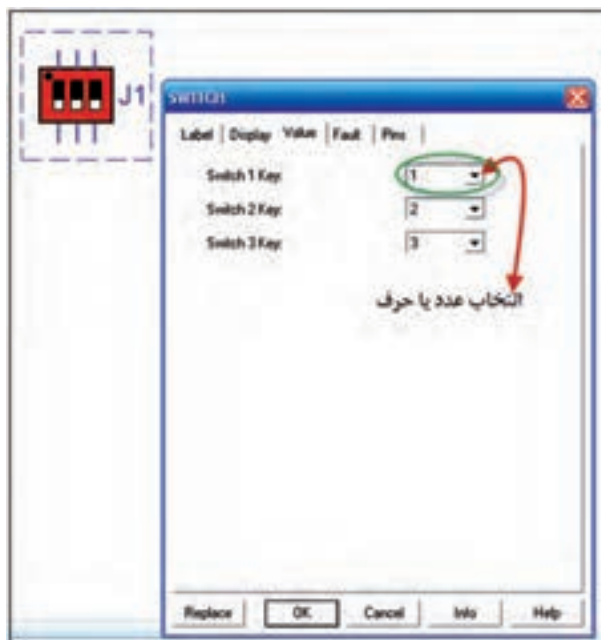 J1
SWITCH
Label Display Value Fault Pins
Switch 1 Key: 1
Switch 2 Key: 2
Switch 3 Key: 3
انتخاب عدد یا حرف
Replace OK Cancel Info Help